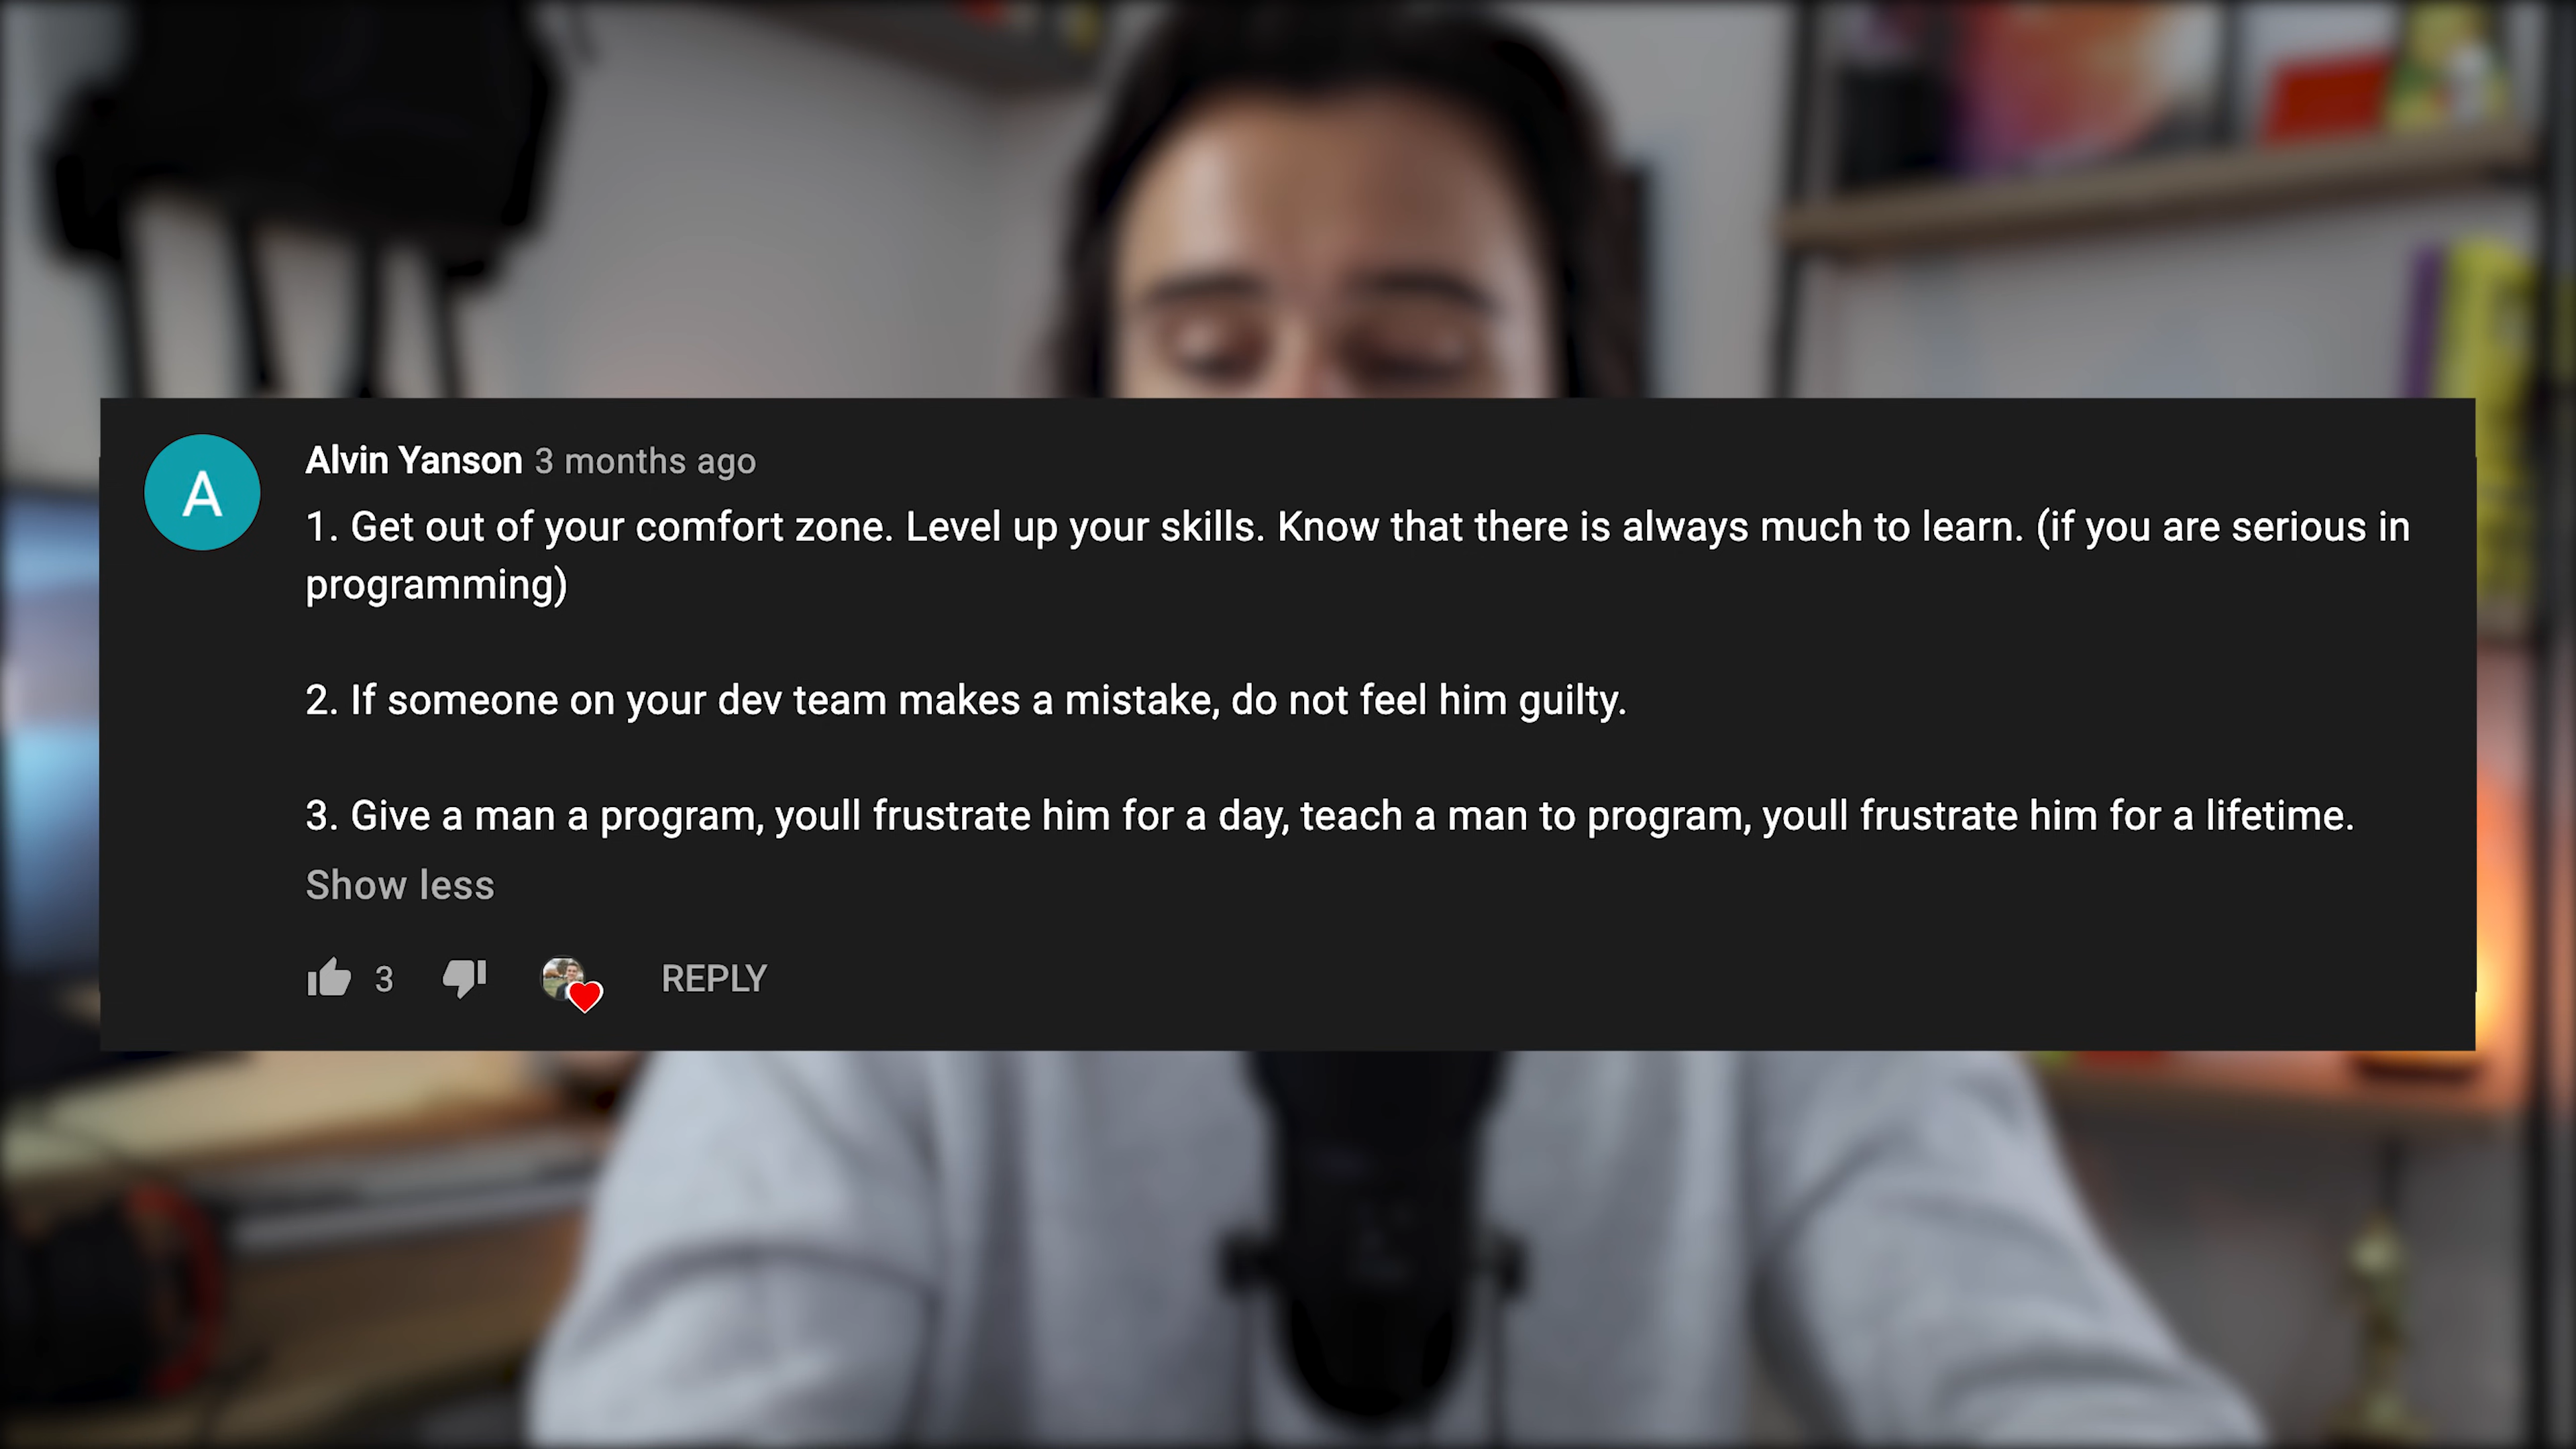 A
Alvin Yanson 3 months ago
1. Get out of your comfort zone. Level up your skills. Know that there is always much to learn. (if you are serious in
programming)
2. If someone on your dev team makes a mistake, do not feel him guilty.
3. Give a man a program, youll frustrate him for a day, teach a man to program, youll frustrate him for a lifetime.
Show less
3 REPLY